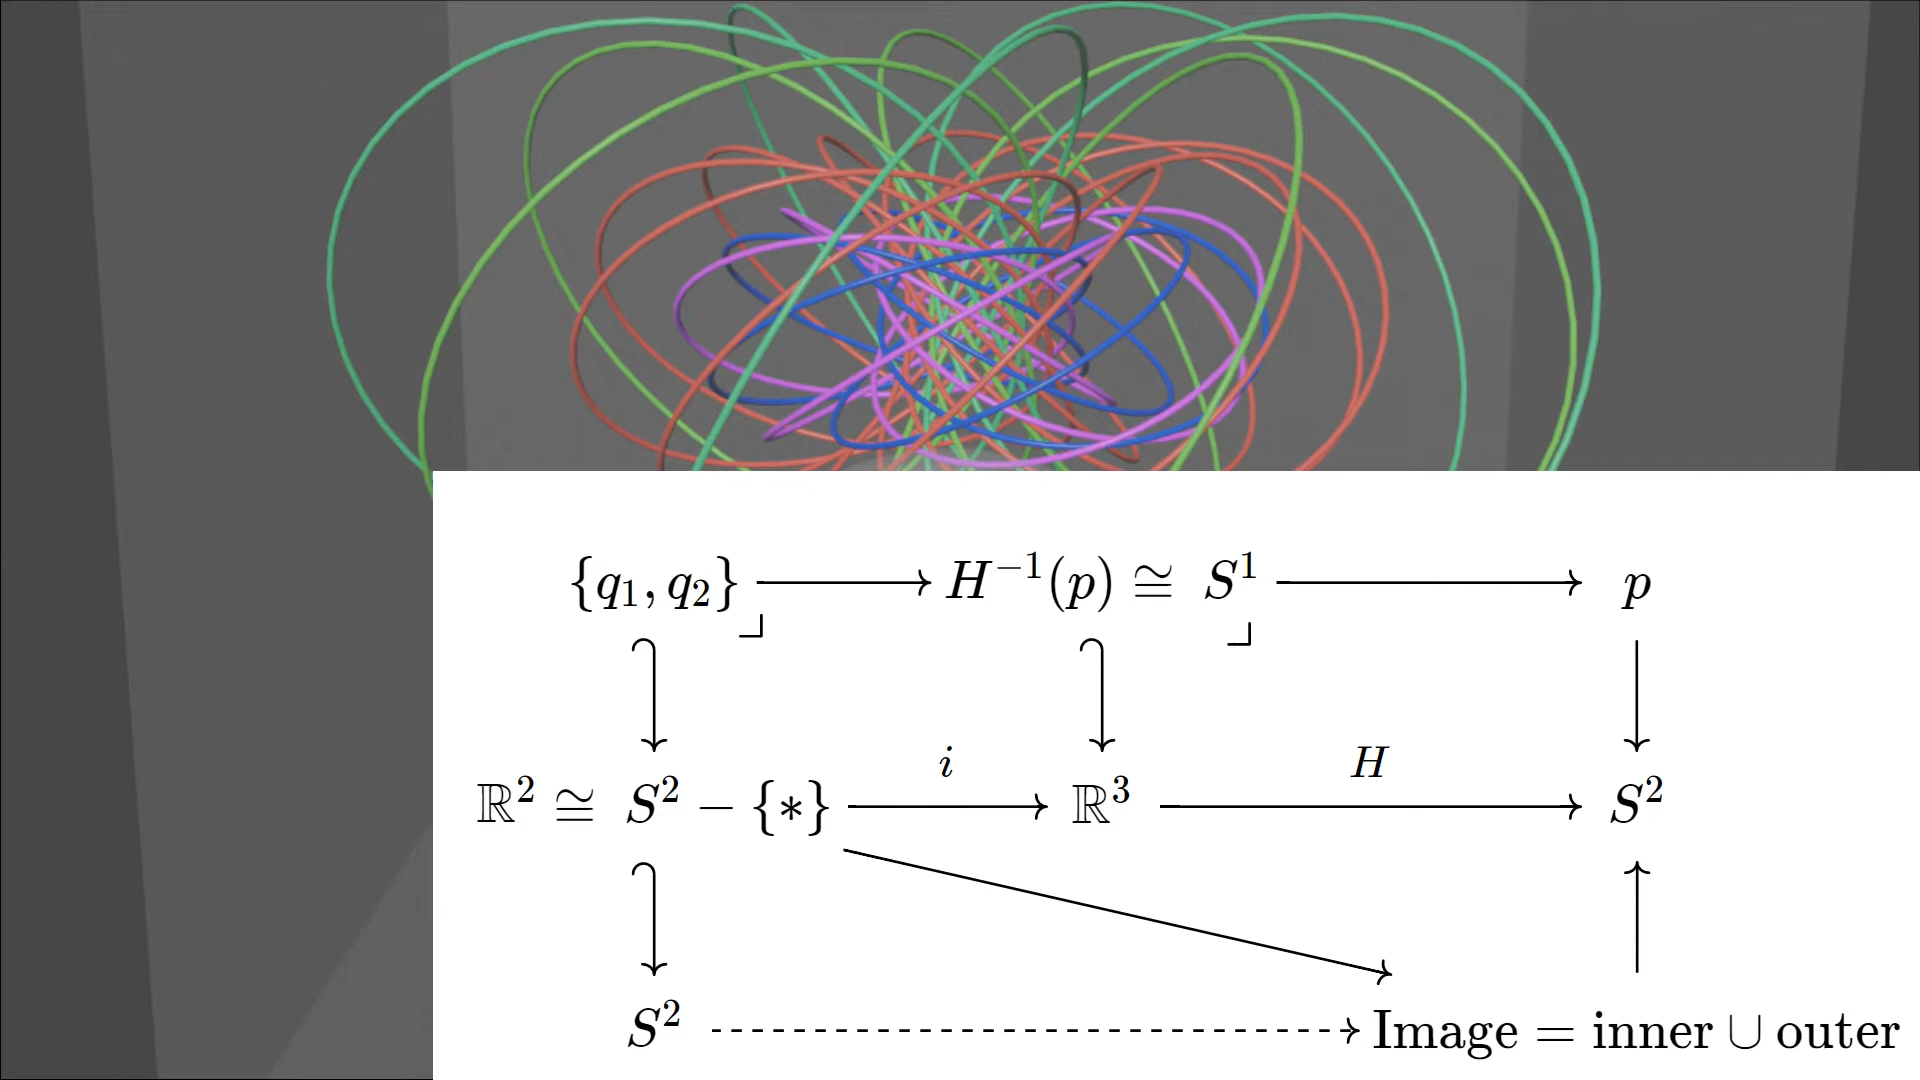 {q₁, q₂} ⟶ H⁻¹(p) ≅ S¹ ⟶ p
i H
ℝ² ≅ S² − {*} ⟶ ℝ³ ⟶ S²
S² ⇢ Image = inner ∪ outer